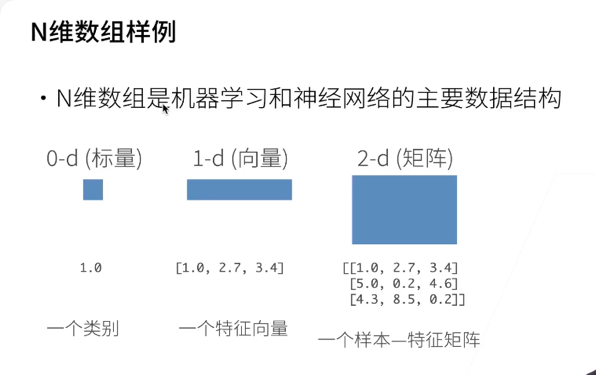 N维数组样例
• N维数组是机器学习和神经网络的主要数据结构
0-d (标量)
1-d (向量)
2-d (矩阵)
1.0
[1.0, 2.7, 3.4]
[[1.0, 2.7, 3.4]
[5.0, 0.2, 4.6]
[4.3, 8.5, 0.2]]
一个类别
一个特征向量
一个样本—特征矩阵